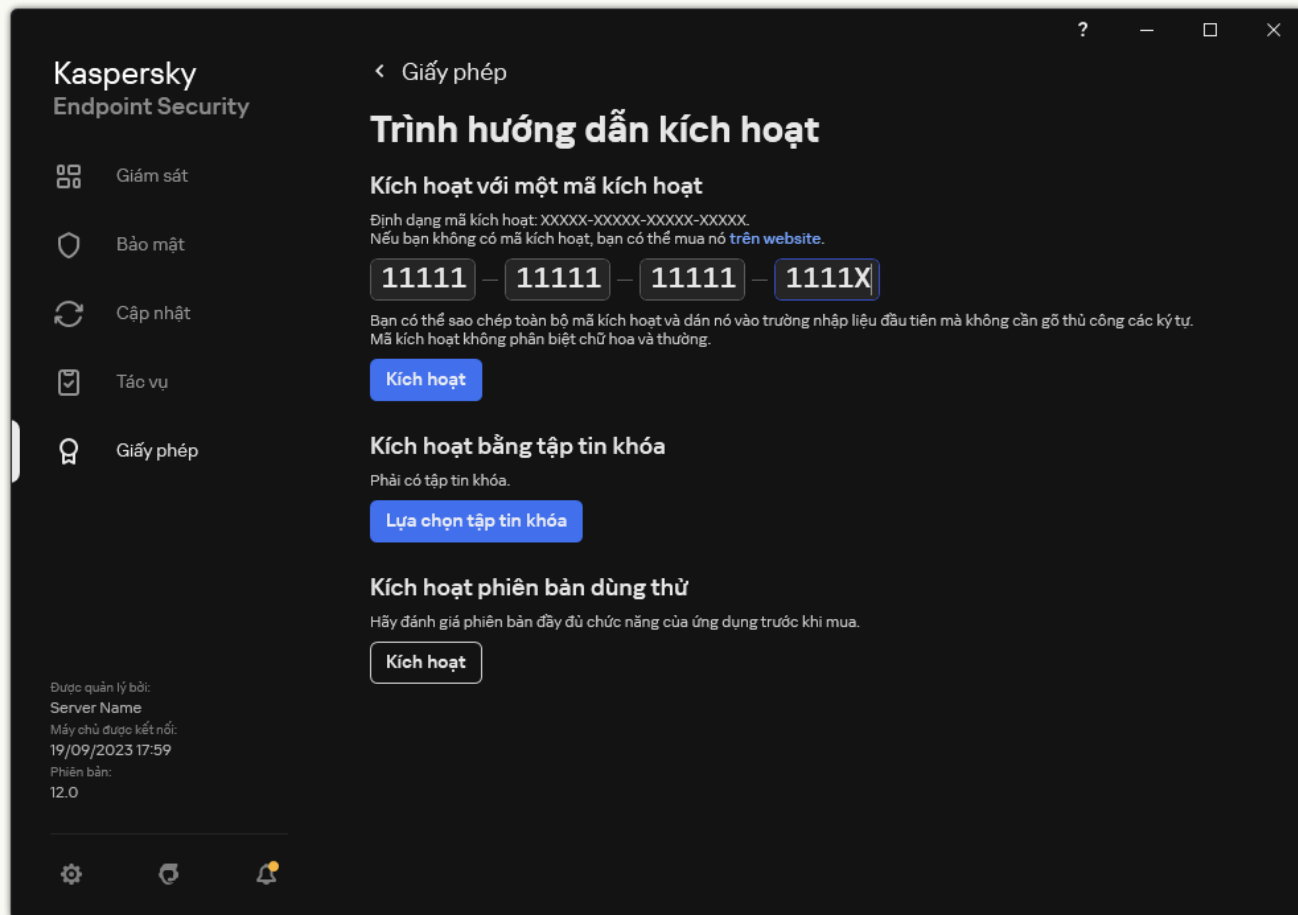 ?
Kaspersky
Endpoint Security
Giám sát
Bảo mật
Cập nhật
Tác vụ
Giấy phép
Được quản lý bởi:
Server Name
Máy chủ được kết nối:
19/09/2023 17:59
Phiên bản:
12.0
Giấy phép
Trình hướng dẫn kích hoạt
Kích hoạt với một mã kích hoạt
Định dạng mã kích hoạt: XXXXX-XXXXX-XXXXX-XXXXX.
Nếu bạn không có mã kích hoạt, bạn có thể mua nó trên website.
11111 — 11111 — 11111 — 1111X
Bạn có thể sao chép toàn bộ mã kích hoạt và dán nó vào trường nhập liệu đầu tiên mà không cần gõ thủ công các ký tự.
Mã kích hoạt không phân biệt chữ hoa và thường.
Kích hoạt
Kích hoạt bằng tập tin khóa
Phải có tập tin khóa.
Lựa chọn tập tin khóa
Kích hoạt phiên bản dùng thử
Hãy đánh giá phiên bản đầy đủ chức năng của ứng dụng trước khi mua.
Kích hoạt